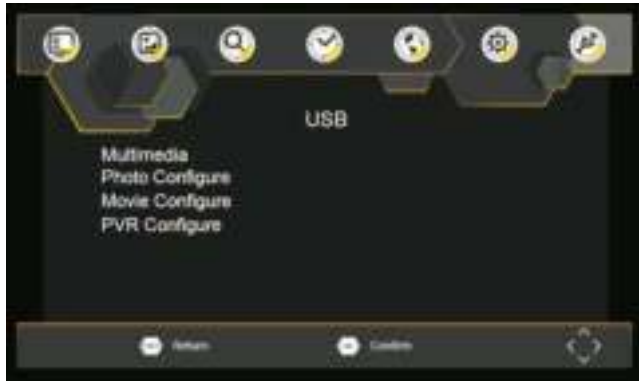 USB
Multimedia
Photo Configure
Movie Configure
PVR Configure
Return
Confirm